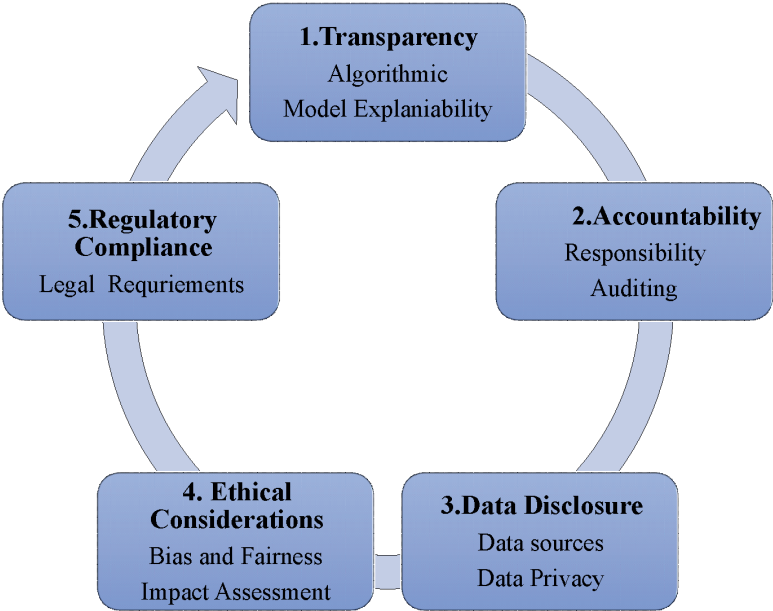 1.Transparency
Algorithmic
Model Explaniability
2.Accountability
Responsibility
Auditing
3.Data Disclosure
Data sources
Data Privacy
4. Ethical
Considerations
Bias and Fairness
Impact Assessment
5.Regulatory
Compliance
Legal Requriements